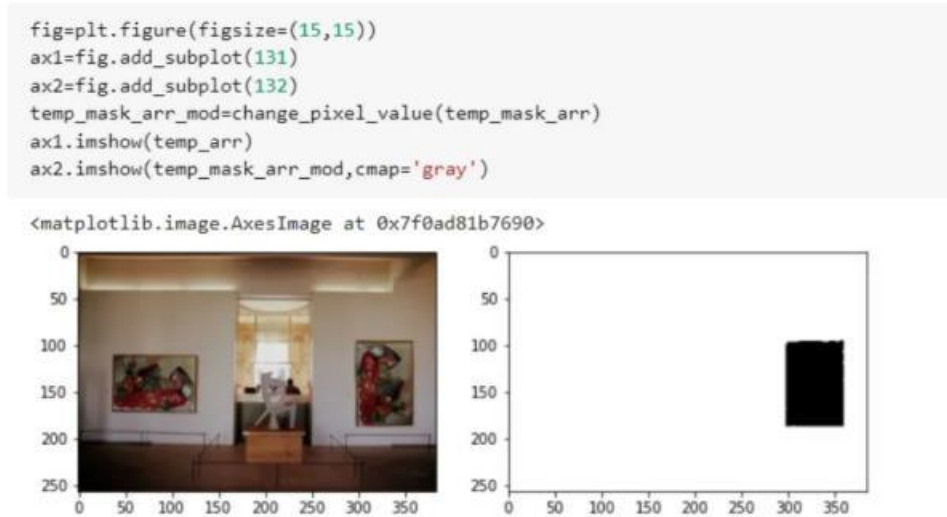 fig=plt.figure(figsize=(15,15))
ax1=fig.add_subplot(131)
ax2=fig.add_subplot(132)
temp_mask_arr_mod=change_pixel_value(temp_mask_arr)
ax1.imshow(temp_arr)
ax2.imshow(temp_mask_arr_mod,cmap='gray')
<matplotlib.image.AxesImage at 0x7f0ad81b7690>
0
50
100
150
200
250
0 50 100 150 200 250 300 350
0
50
100
150
200
250
0 50 100 150 200 250 300 350